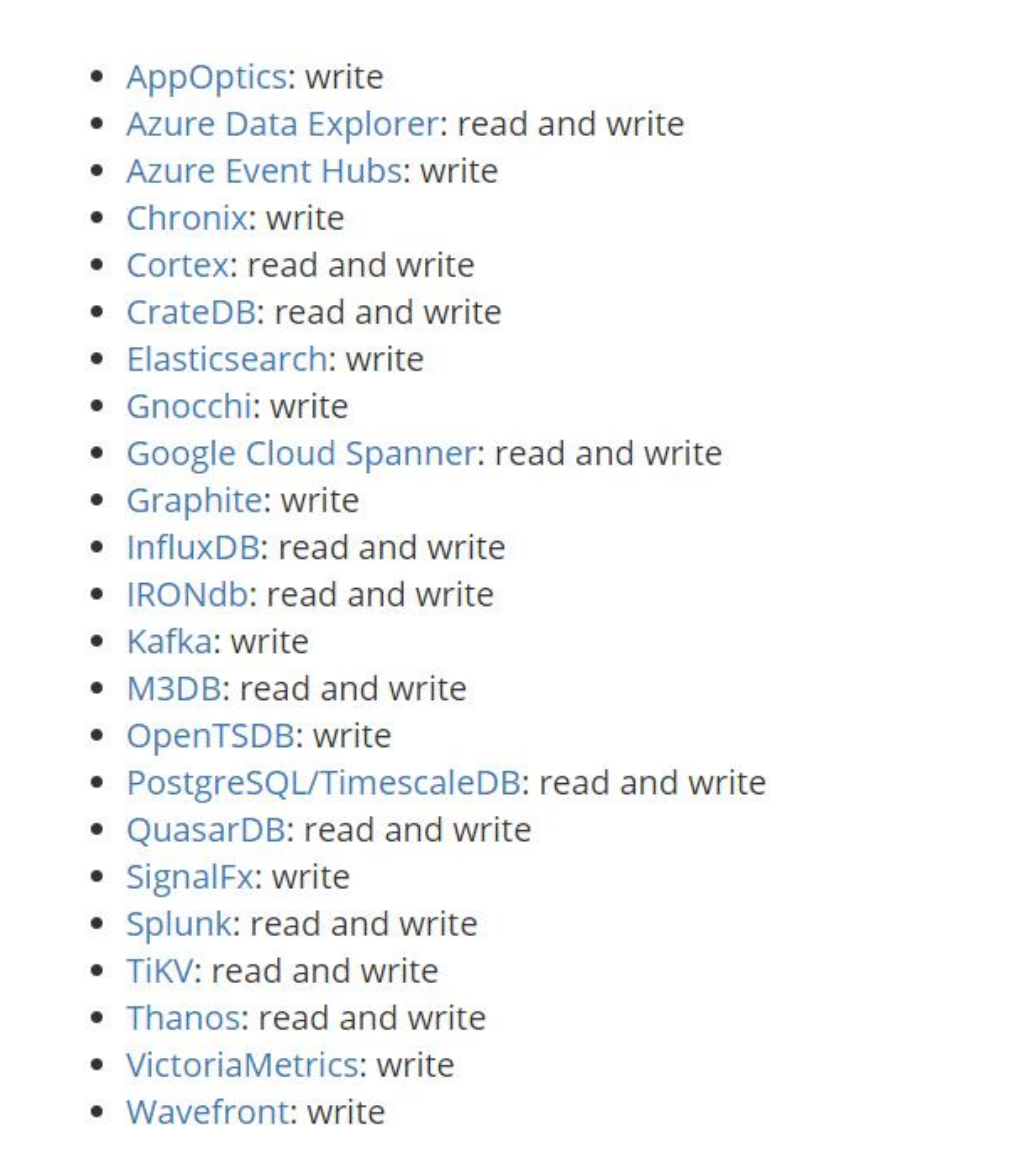 • AppOptics: write
• Azure Data Explorer: read and write
• Azure Event Hubs: write
• Chronix: write
• Cortex: read and write
• CrateDB: read and write
• Elasticsearch: write
• Gnocchi: write
• Google Cloud Spanner: read and write
• Graphite: write
• InfluxDB: read and write
• IRONdb: read and write
• Kafka: write
• M3DB: read and write
• OpenTSDB: write
• PostgreSQL/TimescaleDB: read and write
• QuasarDB: read and write
• SignalFx: write
• Splunk: read and write
• TiKV: read and write
• Thanos: read and write
• VictoriaMetrics: write
• Wavefront: write